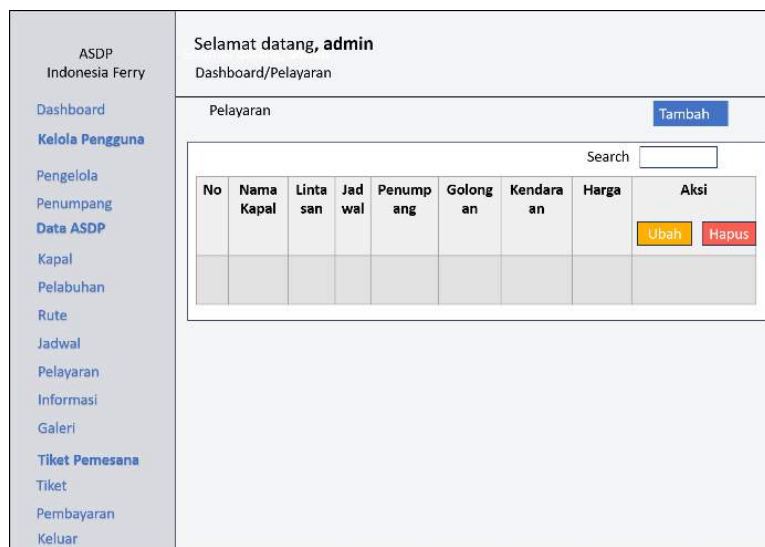 ASDP
Indonesia Ferry
Dashboard
Kelola Pengguna
Pengelola
Penumpang
Data ASDP
Kapal
Pelabuhan
Rute
Jadwal
Pelayaran
Informasi
Galeri
Tiket Pemesana
Tiket
Pembayaran
Keluar
Selamat datang, admin
Dashboard/Pelayaran
Pelayaran
Tambah
Search
No
Nama
Kapal
Linta
san
Jad
wal
Penump
ang
Golong
an
Kendara
an
Harga
Aksi
Ubah
Hapus